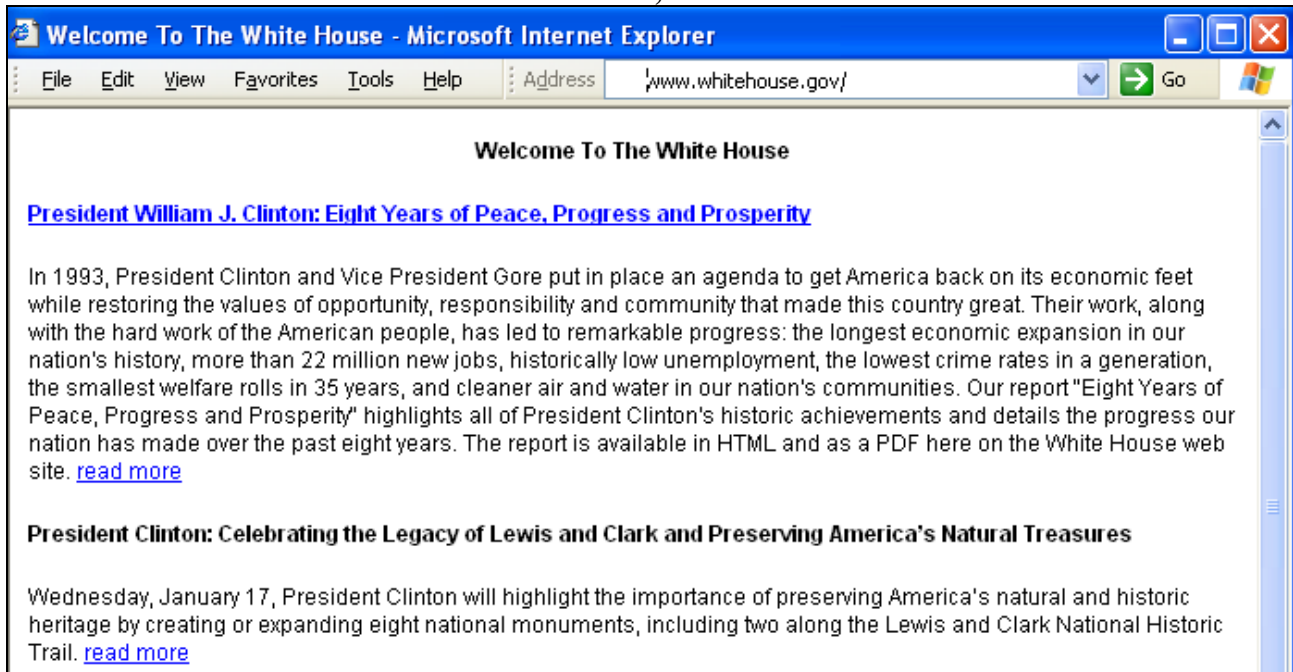 Welcome To The White House - Microsoft Internet Explorer
File Edit View Favorites Tools Help Address www.whitehouse.gov/ Go
Welcome To The White House
President William J. Clinton: Eight Years of Peace, Progress and Prosperity
In 1993, President Clinton and Vice President Gore put in place an agenda to get America back on its economic feet
while restoring the values of opportunity, responsibility and community that made this country great. Their work, along
with the hard work of the American people, has led to remarkable progress: the longest economic expansion in our
nation's history, more than 22 million new jobs, historically low unemployment, the lowest crime rates in a generation,
the smallest welfare rolls in 35 years, and cleaner air and water in our nation's communities. Our report "Eight Years of
Peace, Progress and Prosperity" highlights all of President Clinton's historic achievements and details the progress our
nation has made over the past eight years. The report is available in HTML and as a PDF here on the White House web
site. read more
President Clinton: Celebrating the Legacy of Lewis and Clark and Preserving America's Natural Treasures
Wednesday, January 17, President Clinton will highlight the importance of preserving America's natural and historic
heritage by creating or expanding eight national monuments, including two along the Lewis and Clark National Historic
Trail. read more